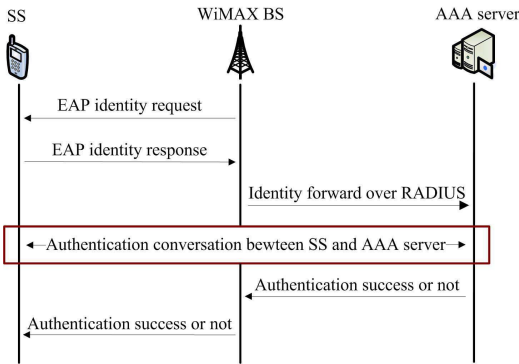 SS
WiMAX BS
AAA server
EAP identity request
EAP identity response
Identity forward over RADIUS
Authentication conversation bewteen SS and AAA server
Authentication success or not
Authentication success or not